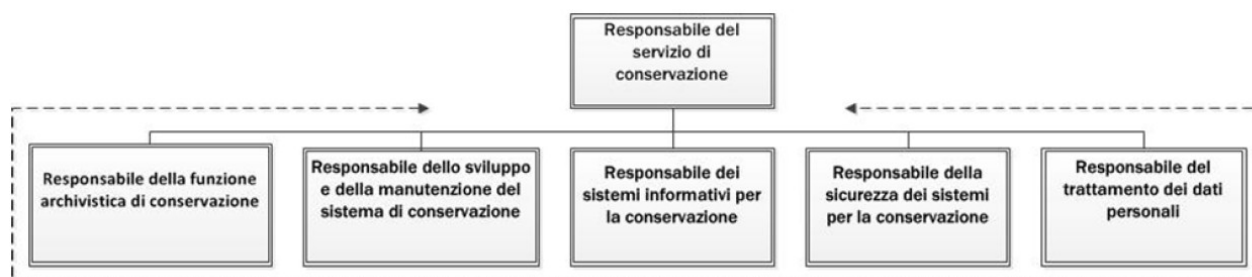 Responsabile del
servizio di
conservazione
Responsabile della funzione
archivistica di conservazione
Responsabile dello sviluppo
e della manutenzione del
sistema di conservazione
Responsabile dei
sistemi informativi per
la conservazione
Responsabile della
sicurezza dei sistemi
per la conservazione
Responsabile del
trattamento dei dati
personali